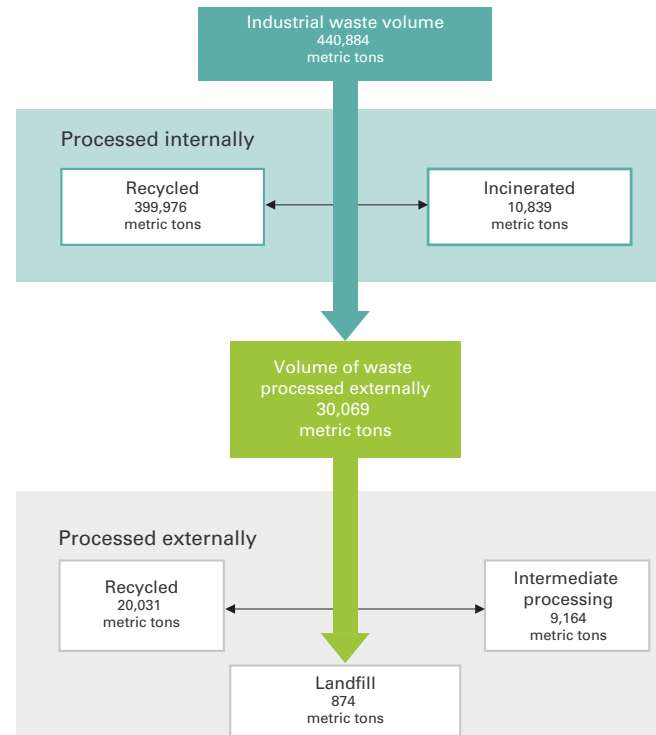 Industrial waste volume
440,884
metric tons
Processed internally
Recycled
399,976
metric tons
Incinerated
10,839
metric tons
Volume of waste
processed externally
30,069
metric tons
Processed externally
Recycled
20,031
metric tons
Intermediate
processing
9,164
metric tons
Landfill
874
metric tons